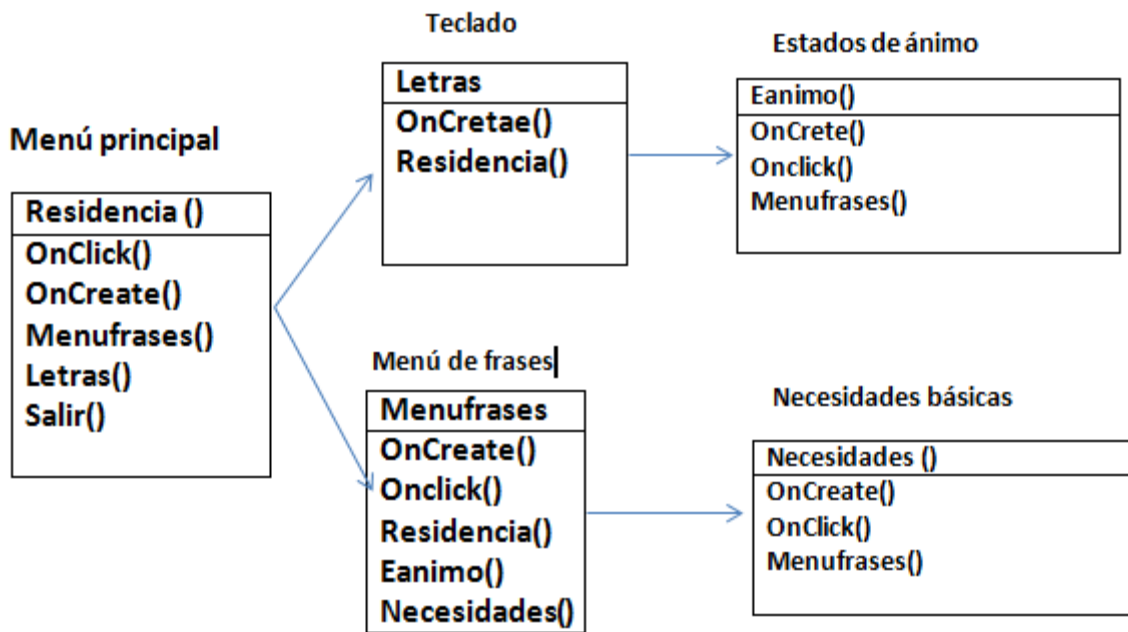 Menú principal
Residencia ()
OnClick()
OnCreate()
Menufrases()
Letras()
Salir()
Teclado
Letras
OnCretae()
Residencia()
Estados de ánimo
Eanimo()
OnCrete()
Onclick()
Menufrases()
Menú de frases
Menufrases
OnCreate()
Onclick()
Residencia()
Eanimo()
Necesidades()
Necesidades básicas
Necesidades ()
OnCreate()
OnClick()
Menufrases()